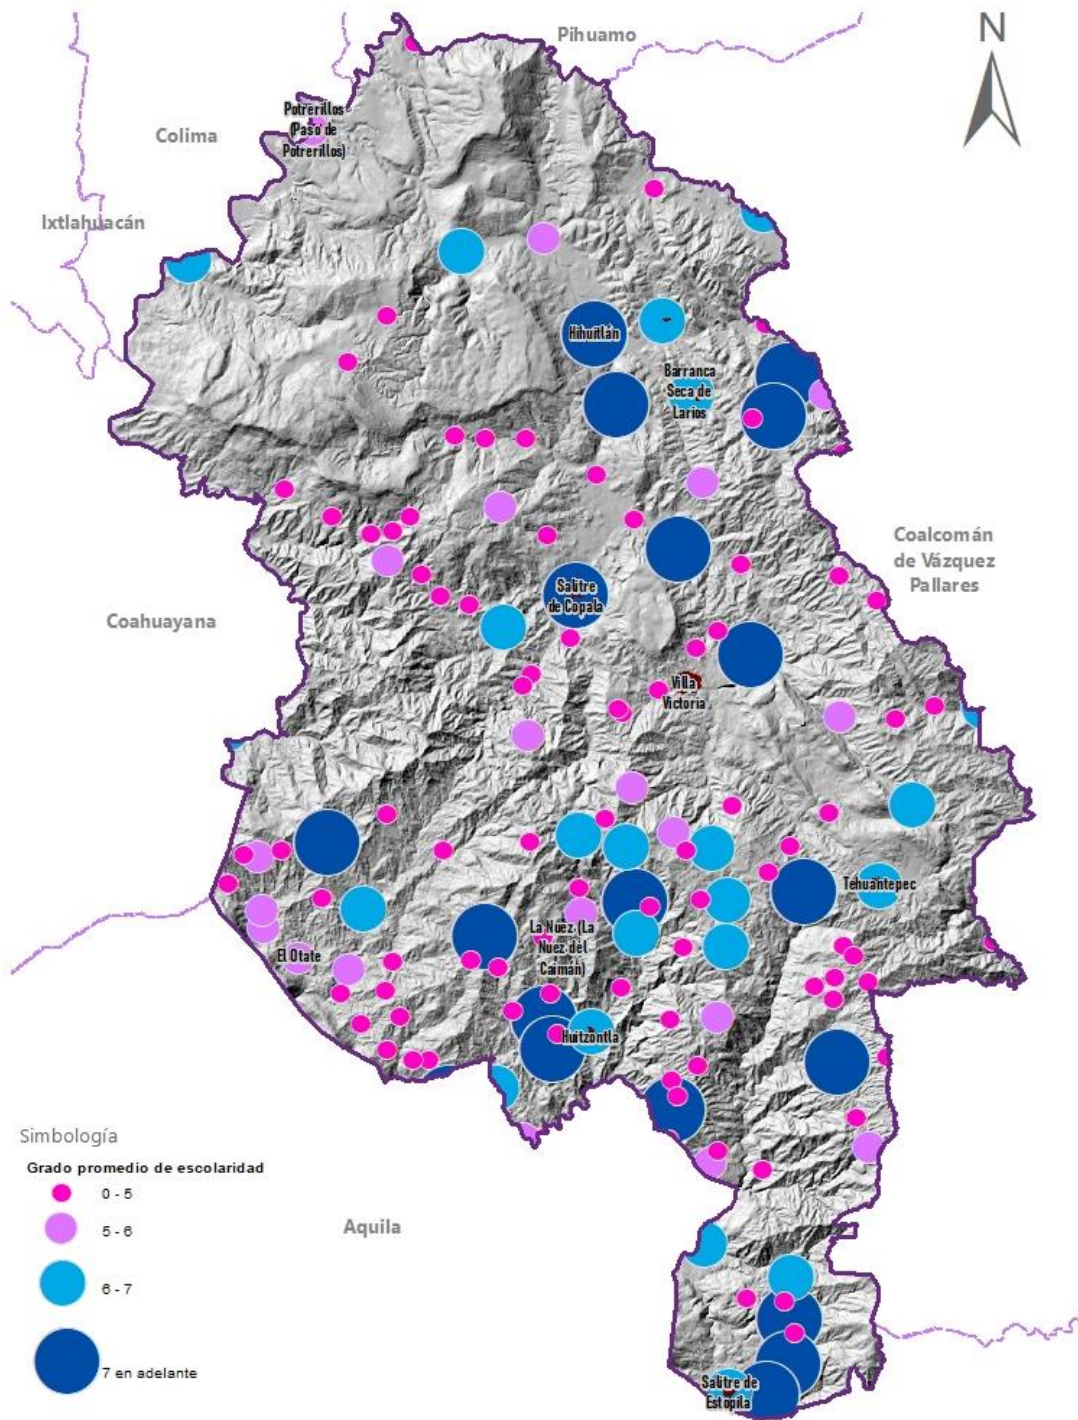 Pihuamo
N
Potrerillos
(Paso de
Potrerillos)
Colima
Ixtlahuacán
Hihuitlán
Barranca
Seca de
Larios
Coalcomán
de Vázquez
Pallares
Salitre
de Copala
Coahuayana
Villa
Victoria
Tehuantepec
La Nuez (La
Nuez del
Caimán)
El Otate
Huitzontla
Simbología
Grado promedio de escolaridad
0 - 5
5 - 6
6 - 7
7 en adelante
Aquila
Salitre de
Estopila